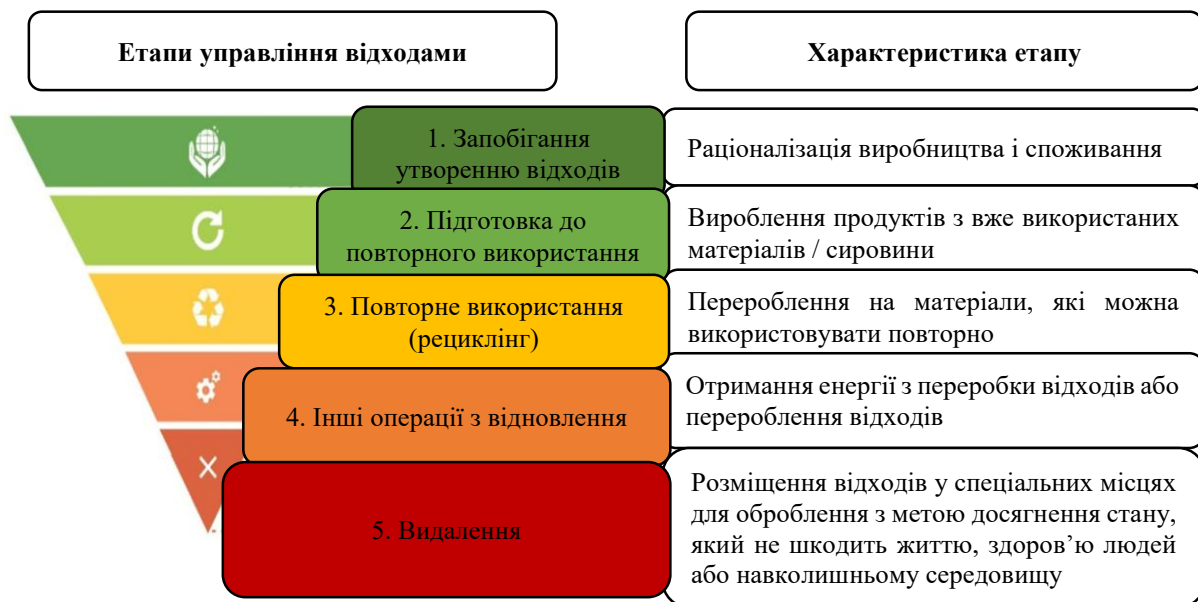 Етапи управління відходами
Характеристика етапу
1. Запобігання
утворенню відходів
Раціоналізація виробництва і споживання
2. Підготовка до
повторного використання
Вироблення продуктів з вже використаних
матеріалів / сировини
3. Повторне використання
(рециклінг)
Перероблення на матеріали, які можна
використовувати повторно
4. Інші операції з відновлення
Отримання енергії з переробки відходів або
перероблення відходів
5. Видалення
Розміщення відходів у спеціальних місцях
для оброблення з метою досягнення стану,
який не шкодить життю, здоров’ю людей
або навколишньому середовищу